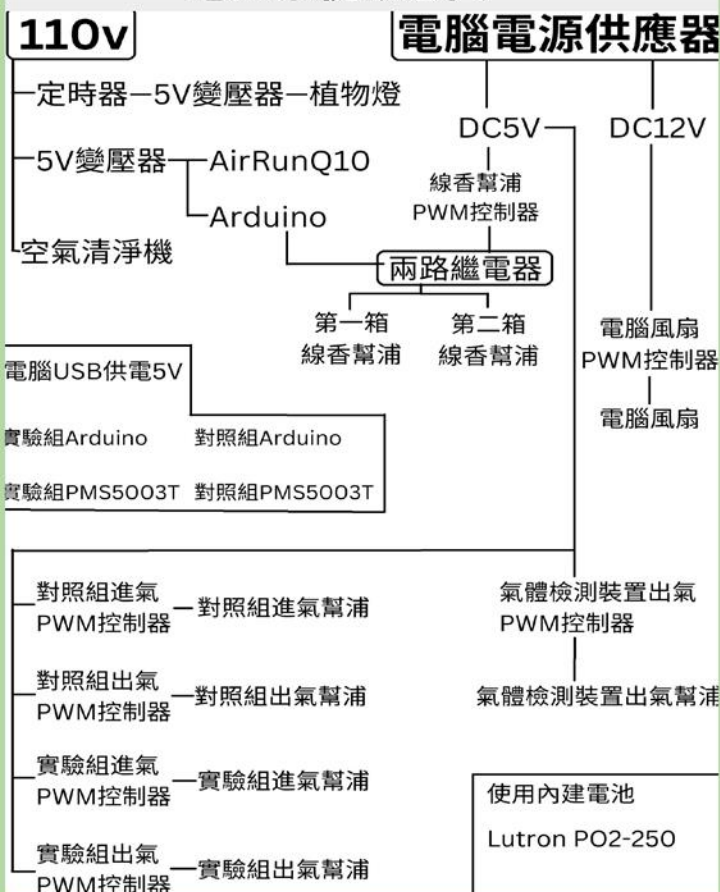 110v
電腦電源供應器
定時器—5V變壓器—植物燈
5V變壓器
AirRunQ10
Arduino
空氣清淨機
DC5V
DC12V
線香幫浦
PWM控制器
兩路繼電器
第一箱
線香幫浦
第二箱
線香幫浦
電腦風扇
PWM控制器
電腦風扇
電腦USB供電5V
實驗組Arduino 對照組Arduino
實驗組PMS5003T 對照組PMS5003T
對照組進氣
PWM控制器
對照組進氣幫浦
對照組出氣
PWM控制器
對照組出氣幫浦
實驗組進氣
PWM控制器
實驗組進氣幫浦
實驗組出氣
PWM控制器
實驗組出氣幫浦
氣體檢測裝置出氣
PWM控制器
氣體檢測裝置出氣幫浦
使用內建電池
Lutron PO2-250